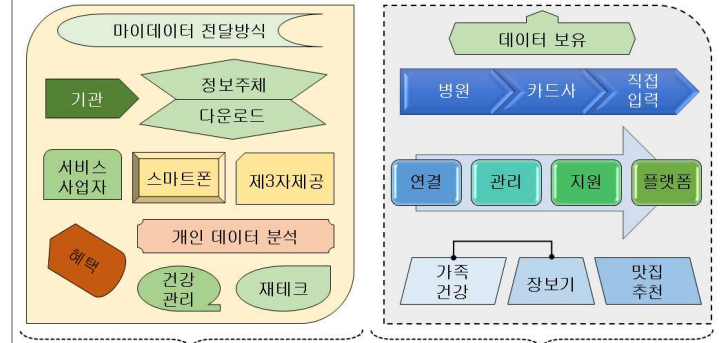 마이데이터 전달방식
기관
정보주체
다운로드
서비스
사업자
스마트폰
제3자제공
개인 데이터 분석
혜택
건강
관리
재테크
데이터 보유
병원
카드사
직접
입력
연결
관리
지원
플랫폼
가족
건강
장보기
맛집
추천